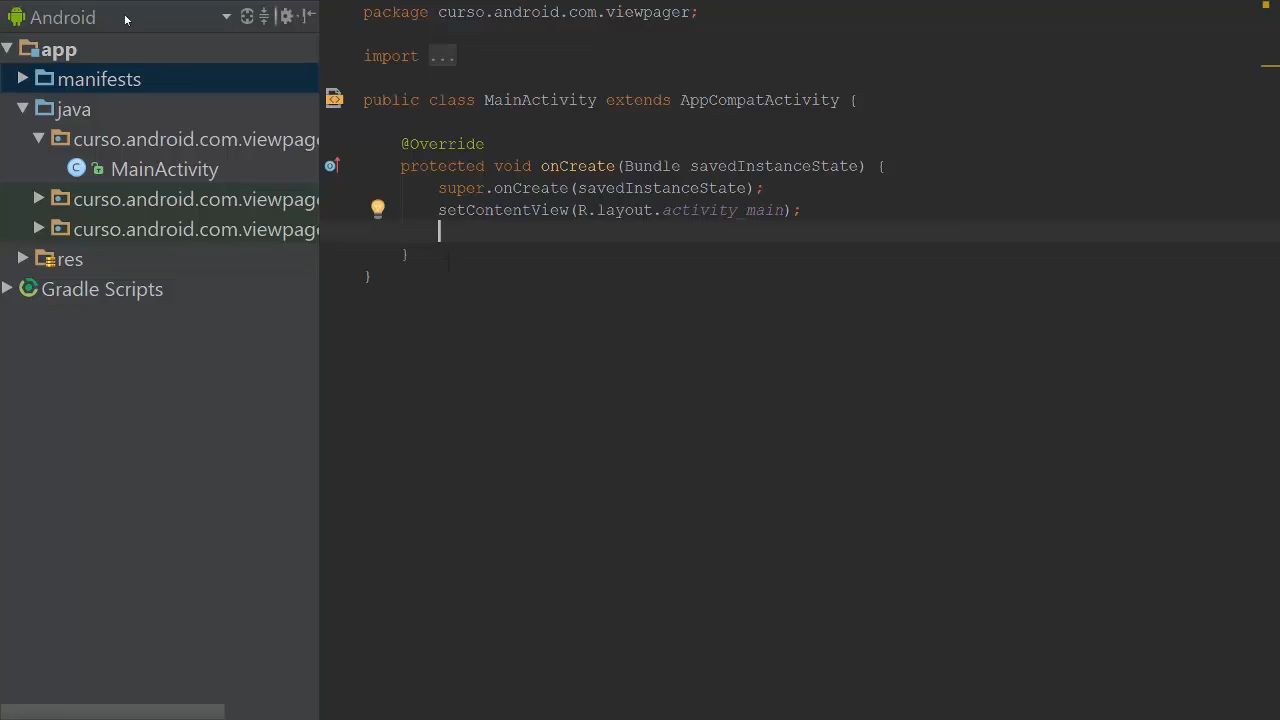 Android
app
manifests
java
curso.android.com.viewpage
MainActivity
curso.android.com.viewpage
curso.android.com.viewpage
res
Gradle Scripts
package curso.android.com.viewpager;
import ...
public class MainActivity extends AppCompatActivity {
@Override
protected void onCreate(Bundle savedInstanceState) {
super.onCreate(savedInstanceState);
setContentView(R.layout.activity_main);
}
}